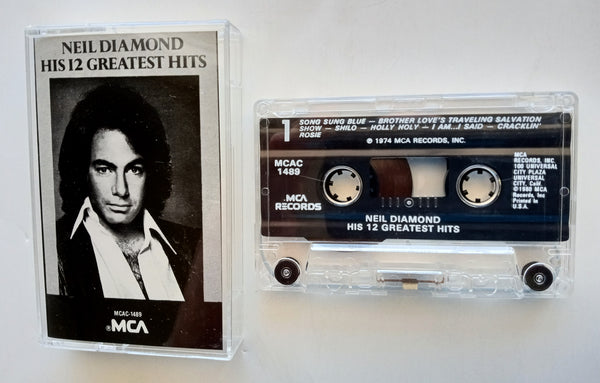 NEIL DIAMOND
HIS 12 GREATEST HITS
MCAC-1489
®MCA
1
SONG SUNG BLUE — BROTHER LOVE'S TRAVELING SALVATION
SHOW — SHILO — HOLLY HOLY — I AM...I SAID — CRACKLIN'
ROSIE
℗ 1974 MCA RECORDS, INC.
MCAC
1489
MCA
RECORDS
MCA
RECORDS, INC.
100 UNIVERSAL
CITY PLAZA
UNIVERSAL
CITY, Calif.
©1980 MCA
Records, Inc
Printed in
U.S.A.
NEIL DIAMOND
HIS 12 GREATEST HITS